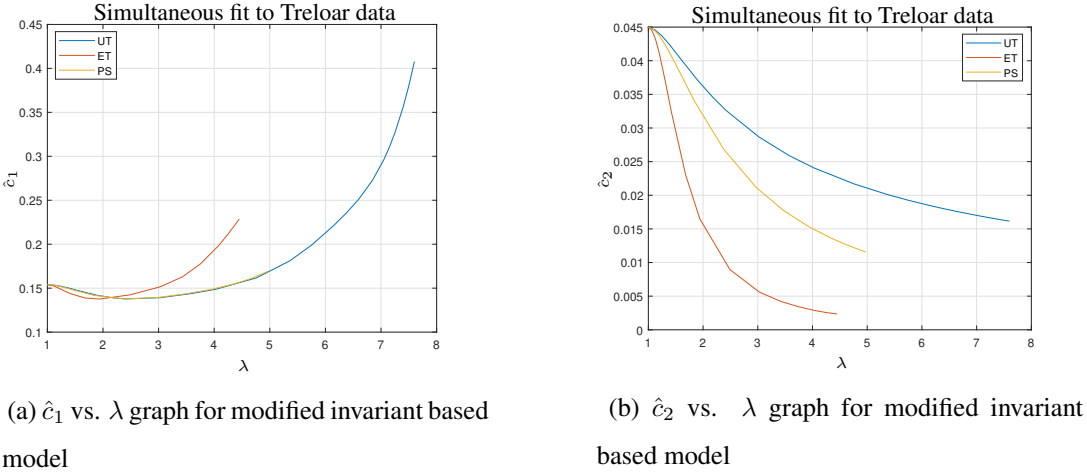 Simultaneous fit to Treloar data
0.45
0.4
0.35
0.3
0.25
0.2
0.15
0.1
ĉ₁
UT
ET
PS
1 2 3 4 5 6 7 8
λ
(a) ĉ₁ vs. λ graph for modified invariant based
model
Simultaneous fit to Treloar data
0.045
0.04
0.035
0.03
0.025
0.02
0.015
0.01
0.005
0
ĉ₂
UT
ET
PS
1 2 3 4 5 6 7 8
λ
(b) ĉ₂ vs. λ graph for modified invariant
based model